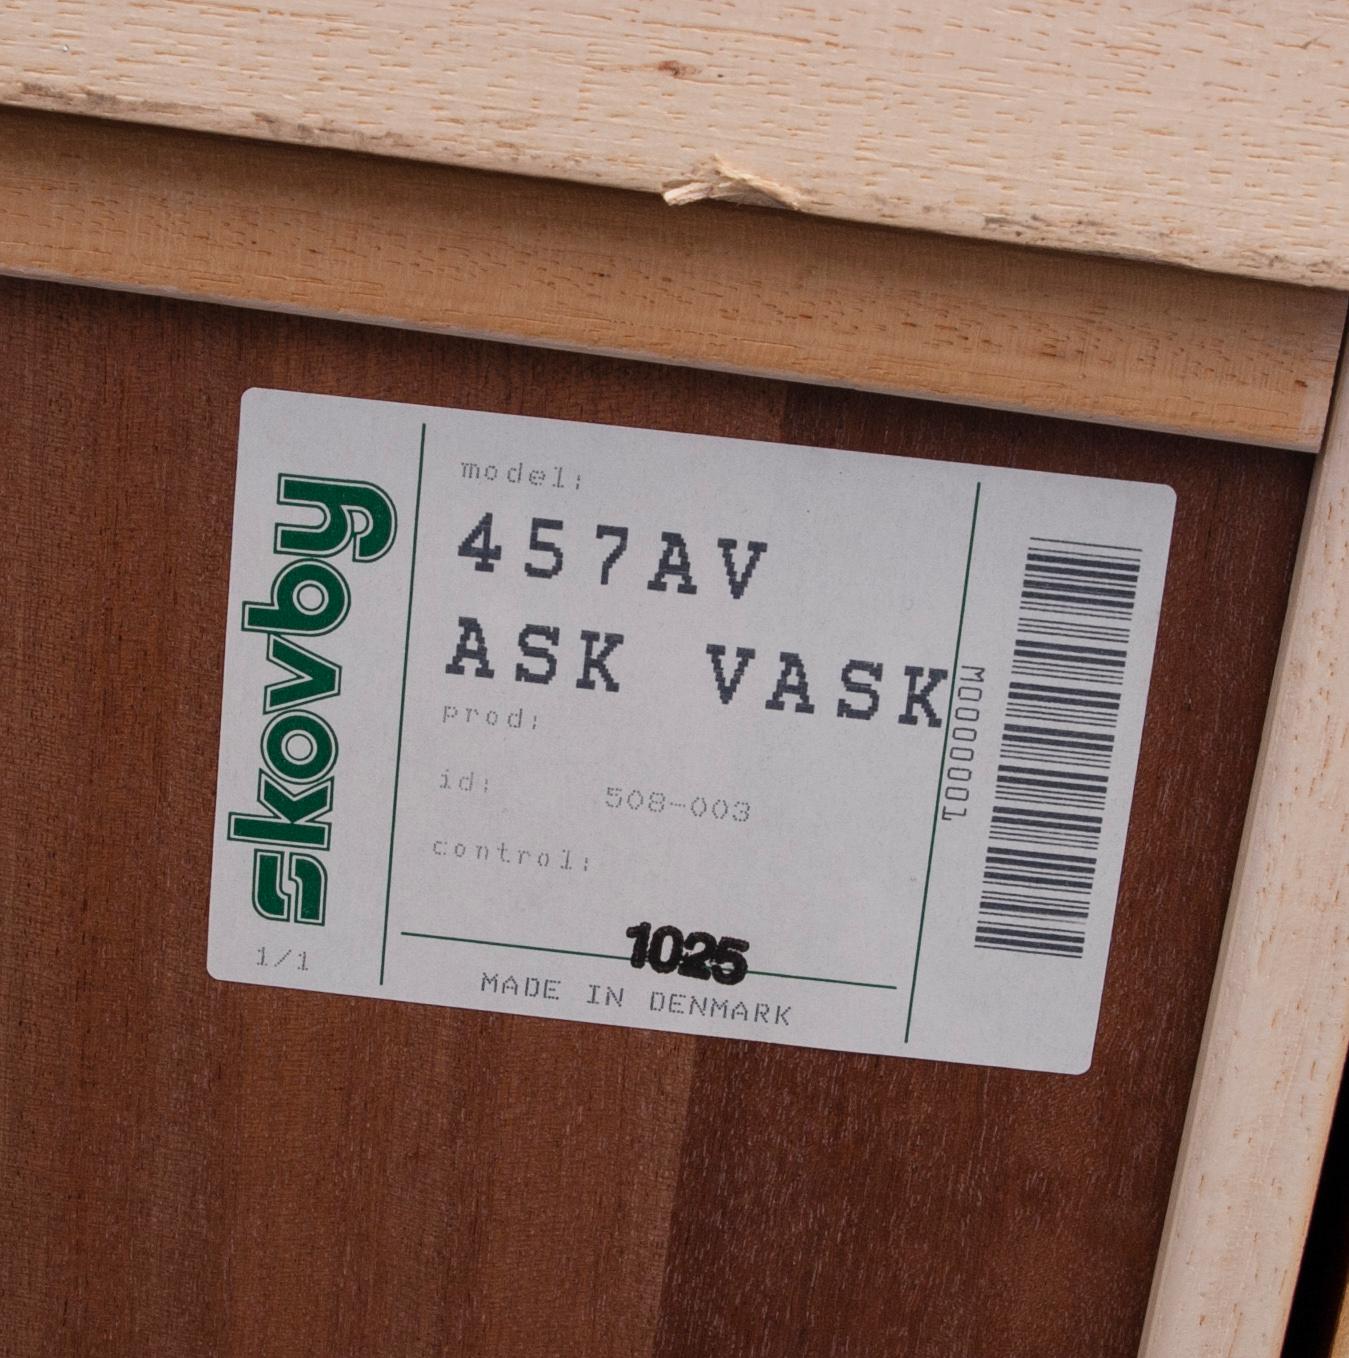 skovby
1/1
model:
457AV
ASK VASK
prod:
id: 508-003
control:
1025
MADE IN DENMARK
M0000001